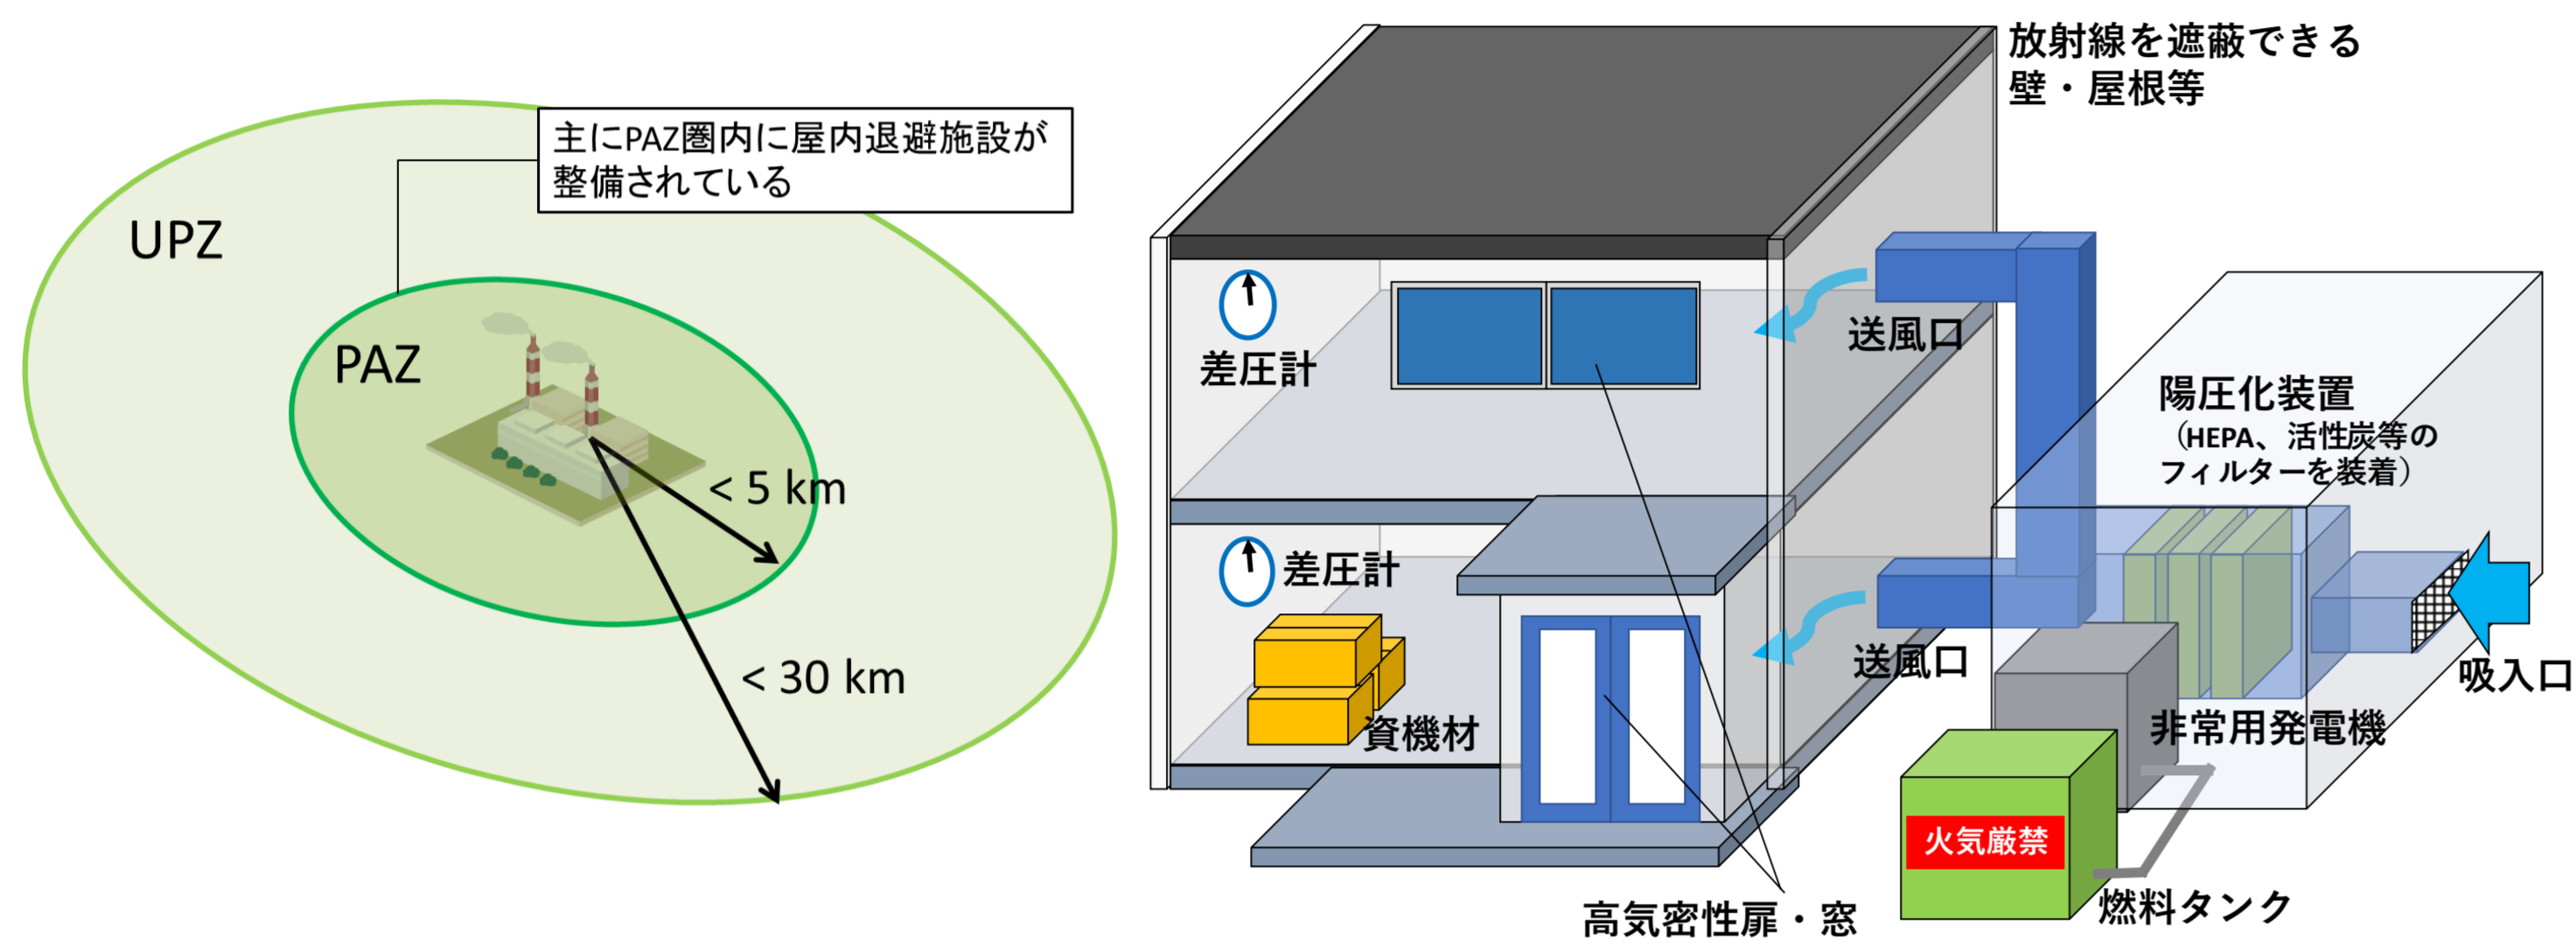 主にPAZ圏内に屋内退避施設が
整備されている
UPZ
PAZ
< 5 km
< 30 km
放射線を遮蔽できる
壁・屋根等
差圧計
送風口
陽圧化装置
（HEPA、活性炭等の
フィルターを装着）
差圧計
送風口
吸入口
資機材
非常用発電機
火気厳禁
燃料タンク
高気密性扉・窓